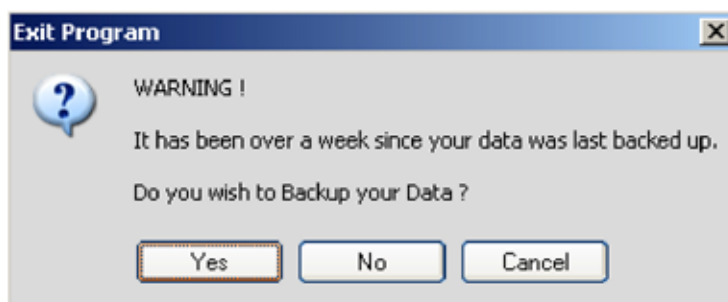 Exit Program
WARNING !
It has been over a week since your data was last backed up.
Do you wish to Backup your Data ?
Yes
No
Cancel